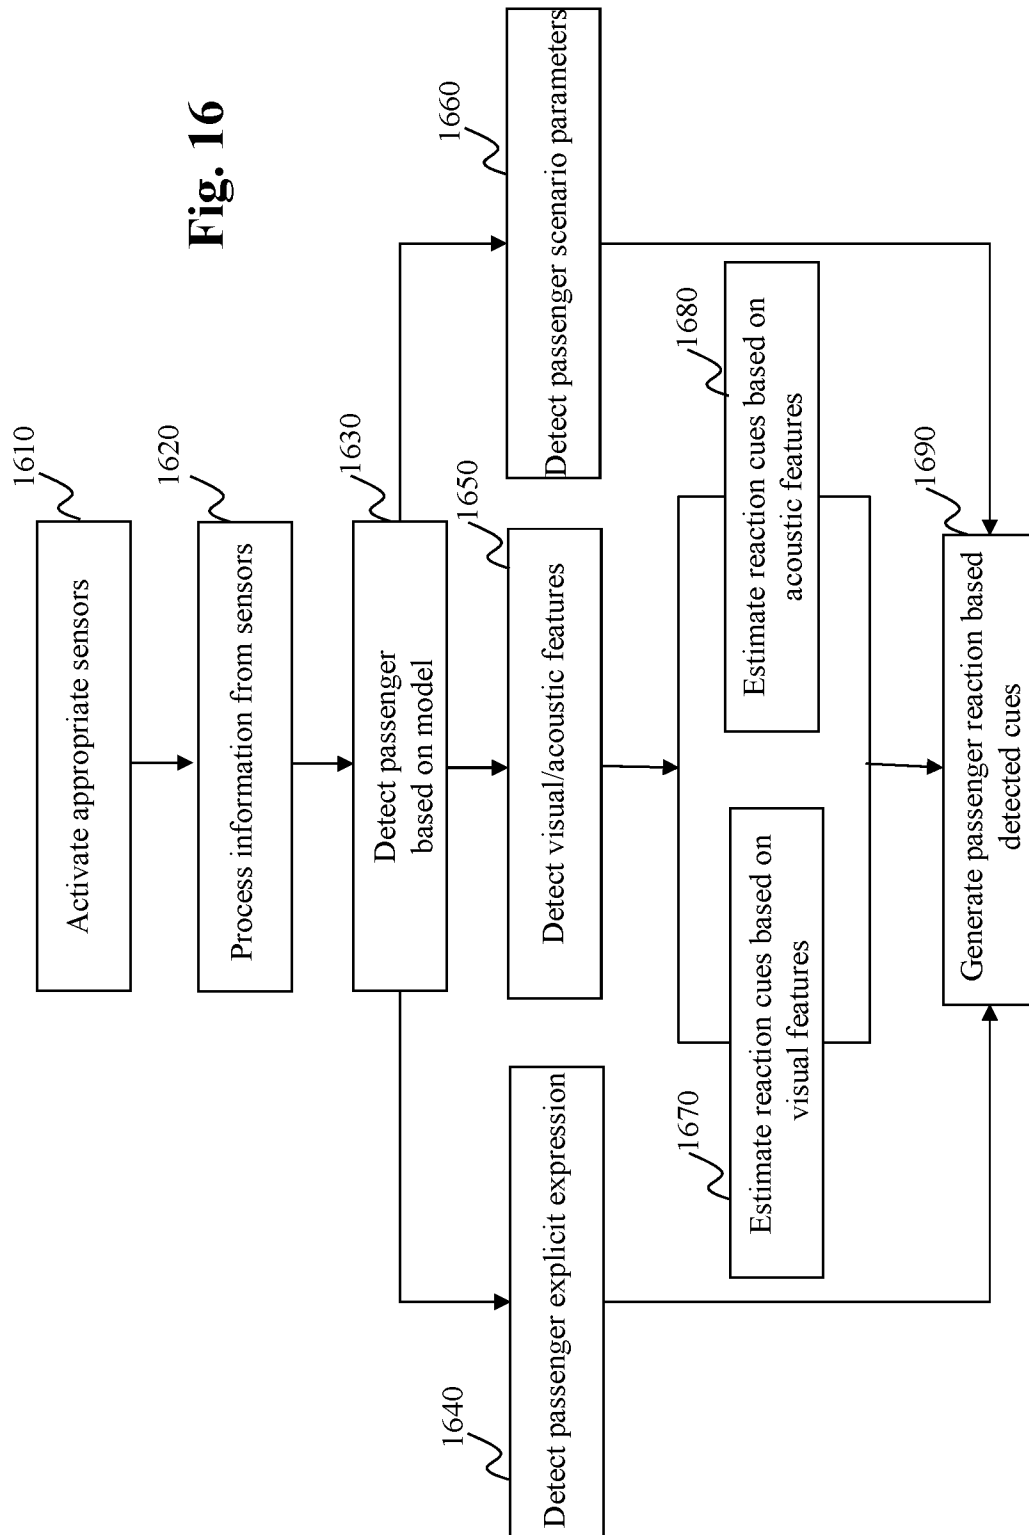 Fig. 16
1610
Activate appropriate sensors
1620
Process information from sensors
1630
Detect passenger
based on model
1640
Detect passenger explicit expression
1650
Detect visual/acoustic features
1660
Detect passenger scenario parameters
1670
Estimate reaction cues based on
visual features
1680
Estimate reaction cues based on
acoustic features
1690
Generate passenger reaction based
detected cues